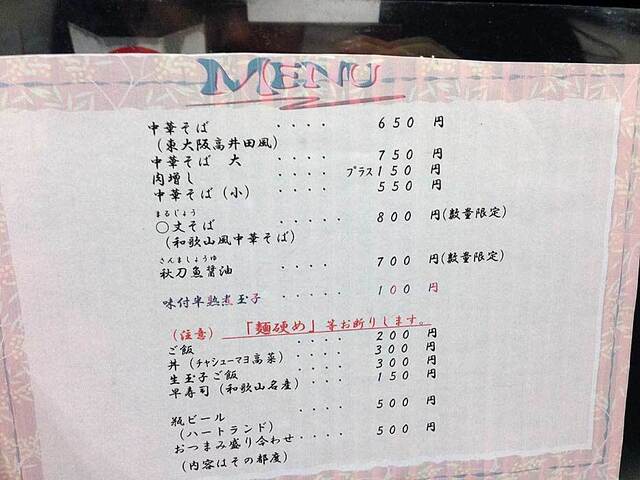 MENU
中華そば ・・・・ 650 円
(東大阪高井田風)
中華そば 大 ・・・・ 750 円
肉増し ・・・・ プラス150 円
中華そば(小) ・・・・ 550 円
まるじょう
○丈そば ・・・・・ 800 円(数量限定)
(和歌山風中華そば)
さんましょうゆ
秋刀魚醤油 ・・・・ 700 円(数量限定)
味付半熟煮玉子 ・・・・ 100 円
(注意) 「麺硬め」等お断りします。
ご飯 ・・・・ 200 円
丼(チャシューマヨ高菜) ・・・・ 300 円
生玉子ご飯 ・・・・ 300 円
早寿司(和歌山名産) ・・・・ 150 円
瓶ビール ・・・・ 500 円
(ハートランド)
おつまみ盛り合わせ ・・・・ 500 円
(内容はその都度)